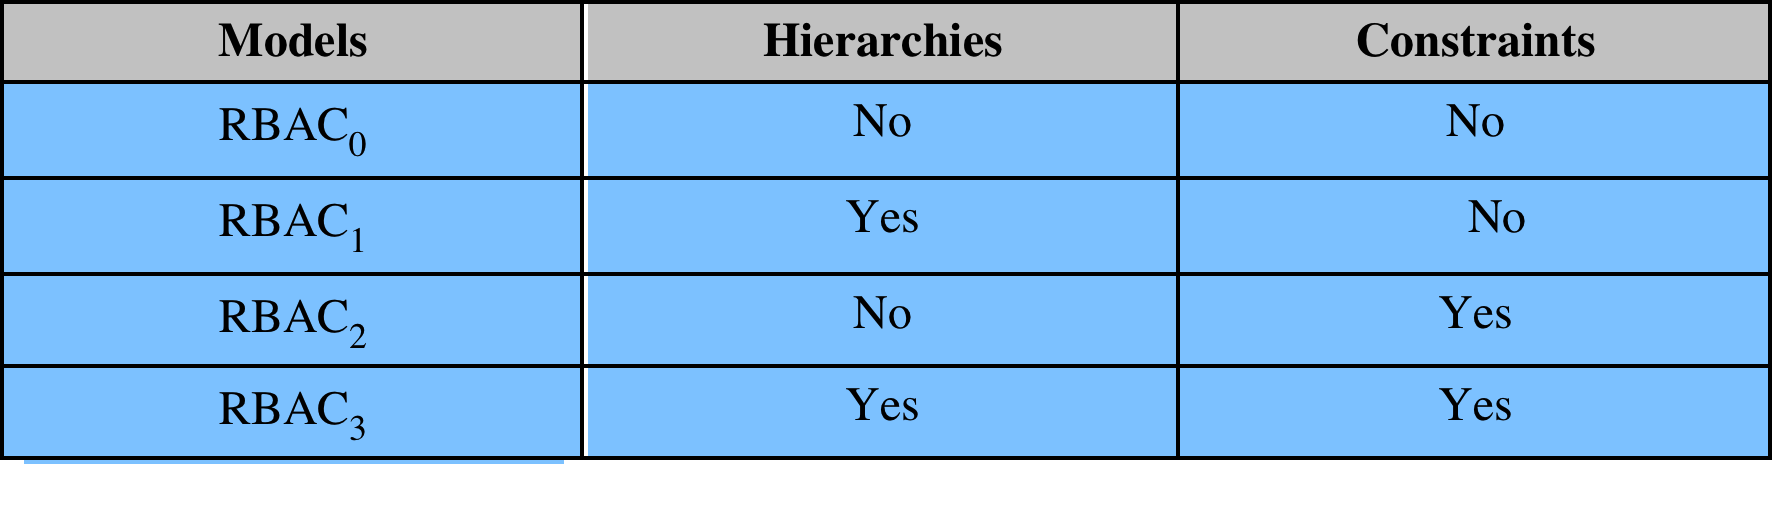 Models Hierarchies Constraints
RBAC₀ No No
RBAC₁ Yes No
RBAC₂ No Yes
RBAC₃ Yes Yes